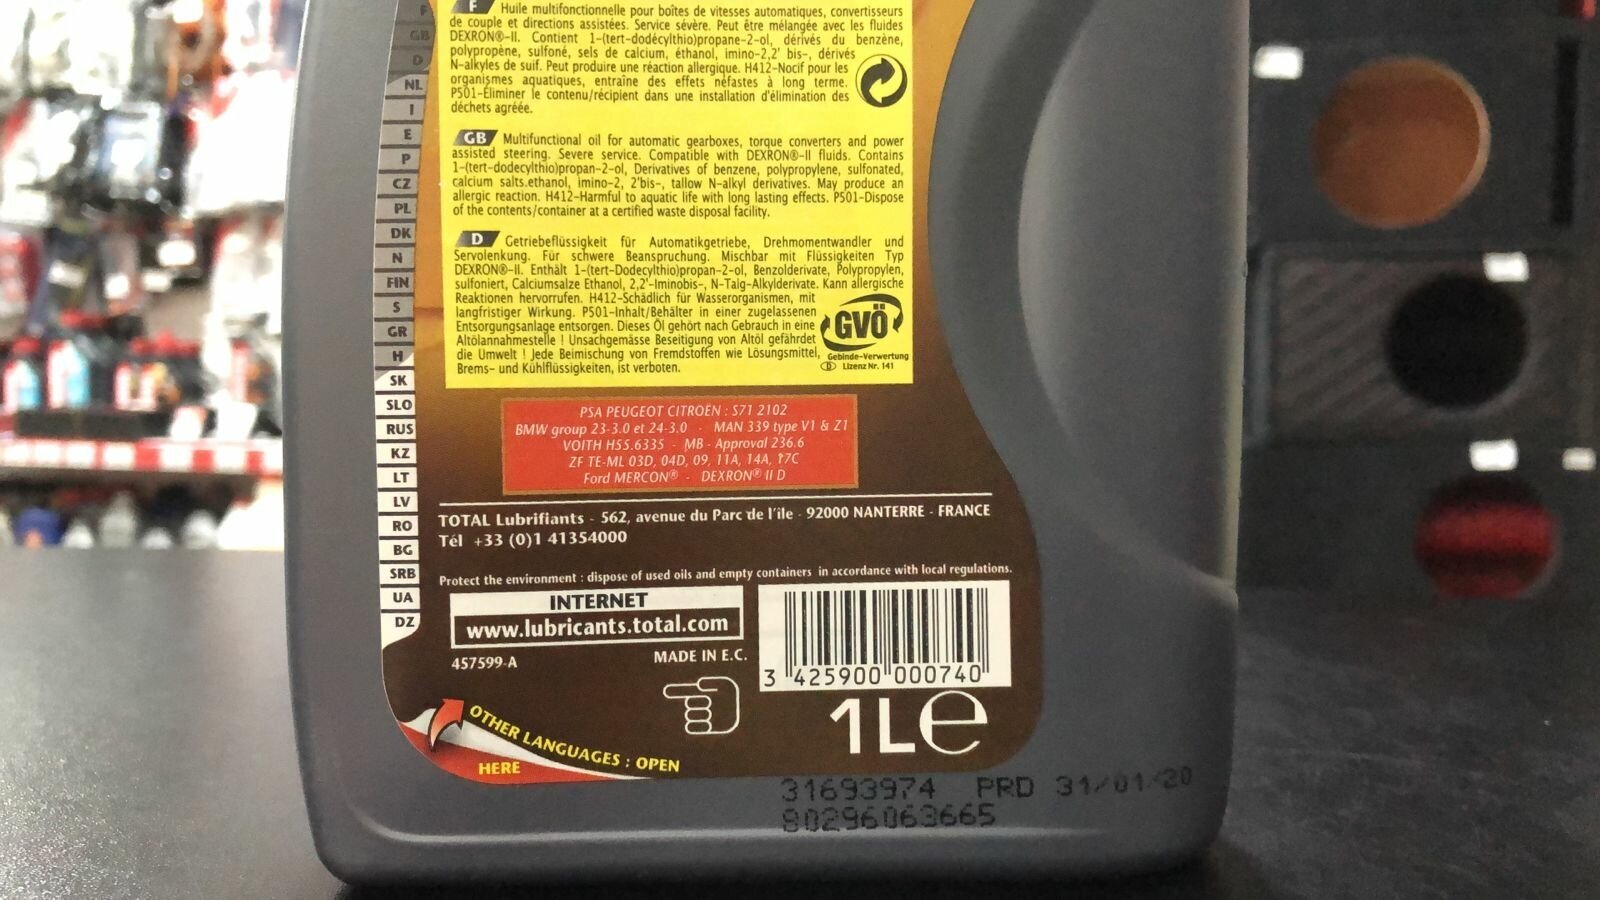 F Huile multifonctionnelle pour boîtes de vitesses automatiques, convertisseurs
de couple et directions assistées. Service sévère. Peut être mélangée avec les fluides
DEXRON®-II. Contient 1-(tert-dodécylthio)propane-2-ol, dérivés du benzène,
polypropène, sulfoné, sels de calcium, éthanol, imino-2,2' bis-, dérivés
N-alkyles de suif. Peut produire une réaction allergique. H412-Nocif pour les
organismes aquatiques, entraîne des effets néfastes à long terme.
P501-Éliminer le contenu/récipient dans une installation d'élimination des
déchets agréée.
GB Multifunctional oil for automatic gearboxes, torque converters and power
assisted steering. Severe service. Compatible with DEXRON®-II fluids. Contains
1-(tert-dodecylthio)propan-2-ol, Derivatives of benzene, polypropylene, sulfonated,
calcium salts.ethanol, imino-2, 2'bis-, tallow N-alkyl derivatives. May produce an
allergic reaction. H412-Harmful to aquatic life with long lasting effects. P501-Dispose
of the contents/container at a certified waste disposal facility.
D Getriebeflüssigkeit für Automatikgetriebe, Drehmomentwandler und
Servolenkung. Für schwere Beanspruchung. Mischbar mit Flüssigkeiten Typ
DEXRON®-II. Enthält 1-(tert-Dodecylthio)propan-2-ol, Benzolderivate, Polypropylen,
sulfoniert, Calciumsalze Ethanol, 2,2'-Iminobis-, N-Taig-Alkylderivate. Kann allergische
Reaktionen hervorrufen. H412-Schädlich für Wasserorganismen, mit
langfristiger Wirkung. P501-Inhalt/Behälter in einer zugelassenen
Entsorgungsanlage entsorgen. Dieses Öl gehört nach Gebrauch in eine
Altölannahmestelle ! Unsachgemässe Beseitigung von Altöl gefährdet
die Umwelt ! Jede Beimischung von Fremdstoffen wie Lösungsmittel,
Brems- und Kühlflüssigkeiten, ist verboten.
GVÖ
Gebinde-Verwertung
D Lizenz Nr. 141
F
GB
D
NL
I
E
P
CZ
PL
DK
N
FIN
S
GR
H
SK
SLO
RUS
KZ
LT
LV
RO
BG
SRB
UA
DZ
PSA PEUGEOT CITROËN : S71 2102
BMW group 23-3.0 et 24-3.0 - MAN 339 type V1 & Z1
VOITH H55.6335 - MB - Approval 236.6
ZF TE-ML 03D, 04D, 09, 11A, 14A, 17C
Ford MERCON® - DEXRON® II D
TOTAL Lubrifiants - 562, avenue du Parc de l'île - 92000 NANTERRE - FRANCE
Tél +33 (0)1 41354000
Protect the environment : dispose of used oils and empty containers in accordance with local regulations.
INTERNET
www.lubricants.total.com
457599-A
MADE IN E.C.
3 425900 000740
1L e
OTHER LANGUAGES : OPEN
HERE
31693974 PRD 31/01/20
80296063665